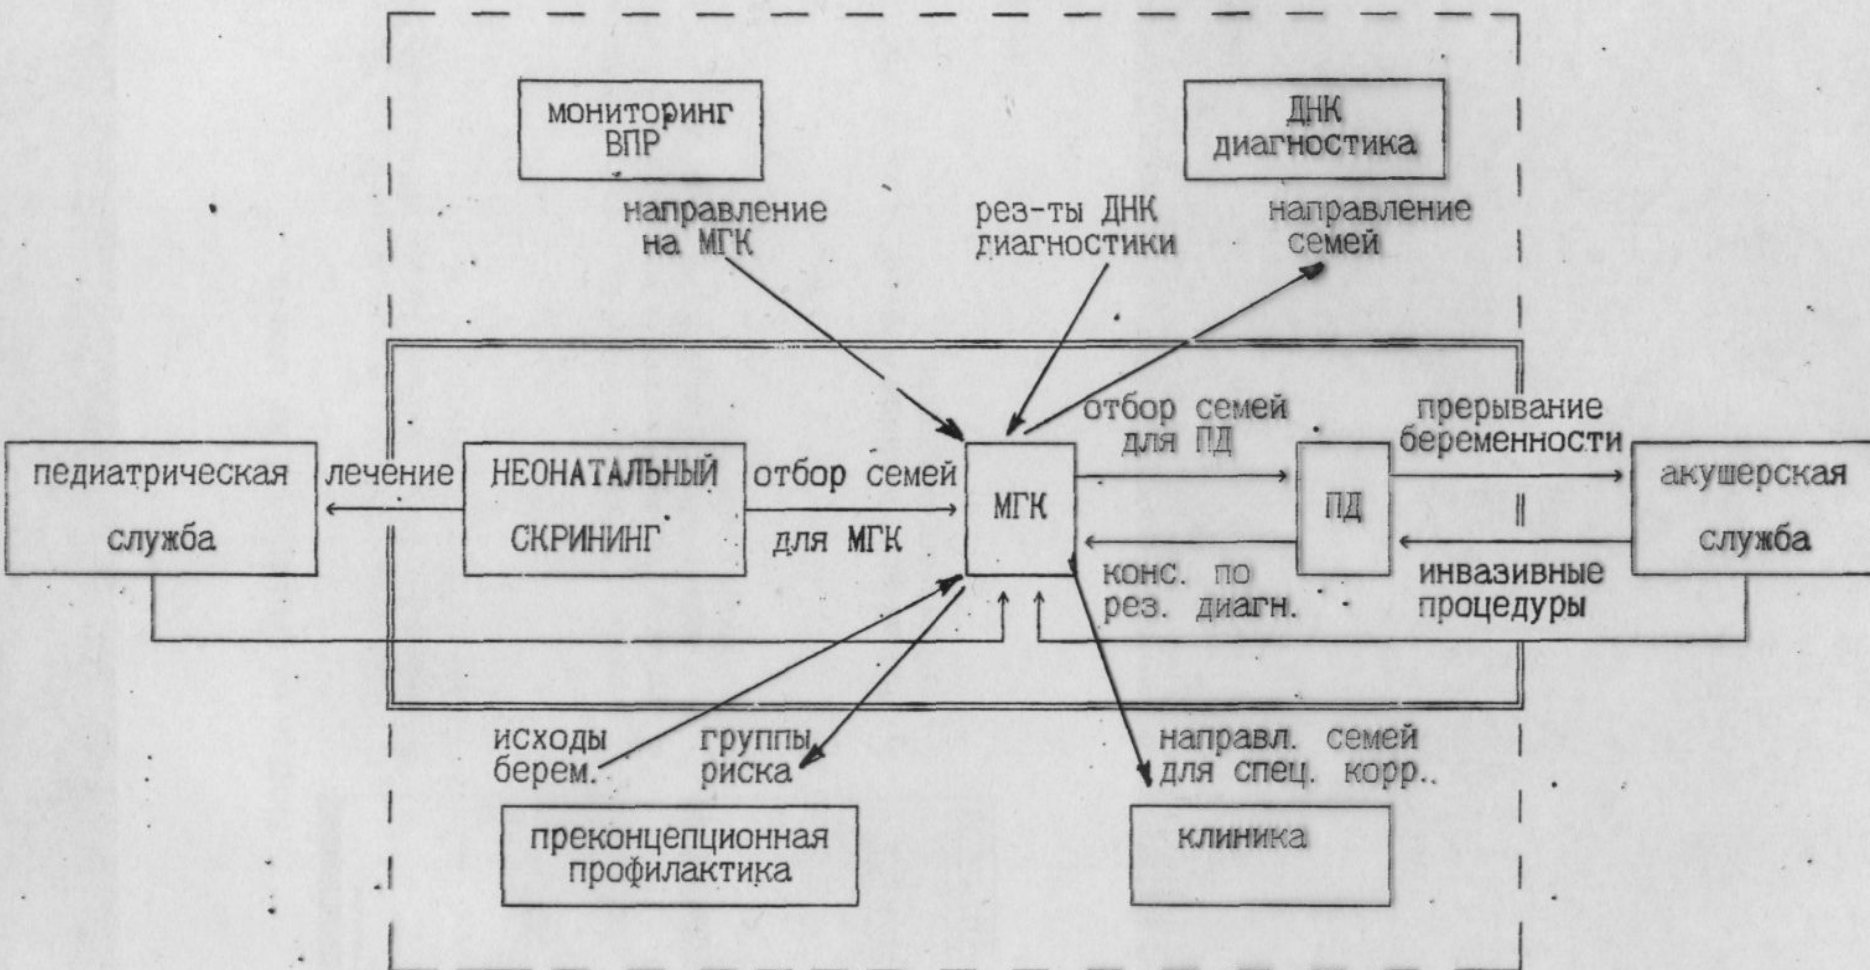 мониторинг
ВПР
ДНК
диагностика
направление
на МГК
рез-ты ДНК
диагностики
направление
семей
отбор семей
для ПД
прерывание
беременности
педиатрическая
служба
лечение
НЕОНАТАЛЬНЫЙ
СКРИНИНГ
отбор семей
для МГК
МГК
ПД
акушерская
служба
конс. по
рез. диагн.
инвазивные
процедуры
исходы
берем.
группы
риска
направл. семей
для спец. корр..
преконцепционная
профилактика
клиника